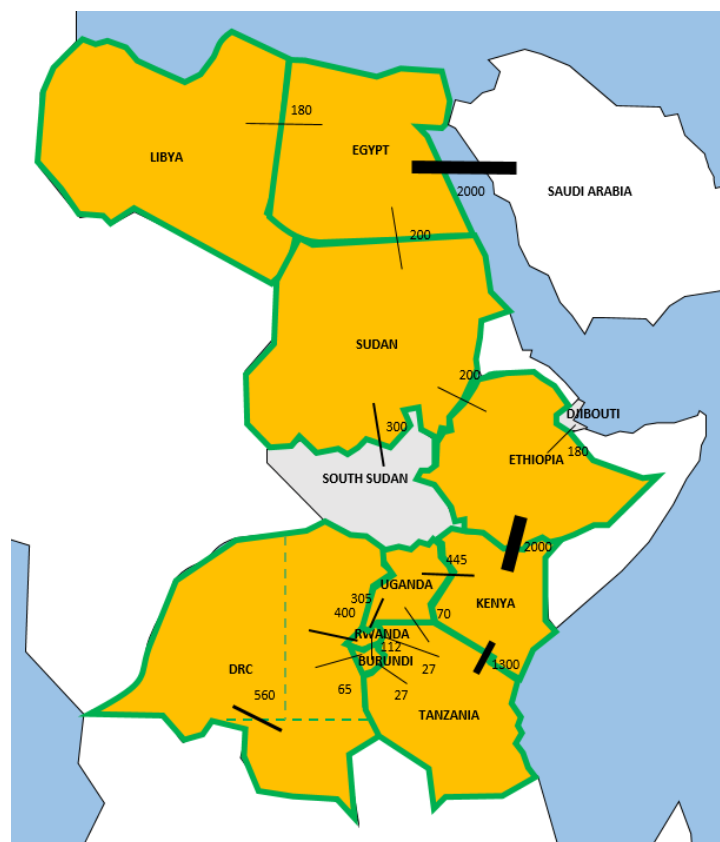 180
LIBYA
EGYPT
2000
SAUDI ARABIA
200
SUDAN
200
DJIBOUTI
300
180
ETHIOPIA
SOUTH SUDAN
2000
445
UGANDA
305
KENYA
400
70
RWANDA
112
BURUNDI
1300
DRC
27
65
27
560
TANZANIA